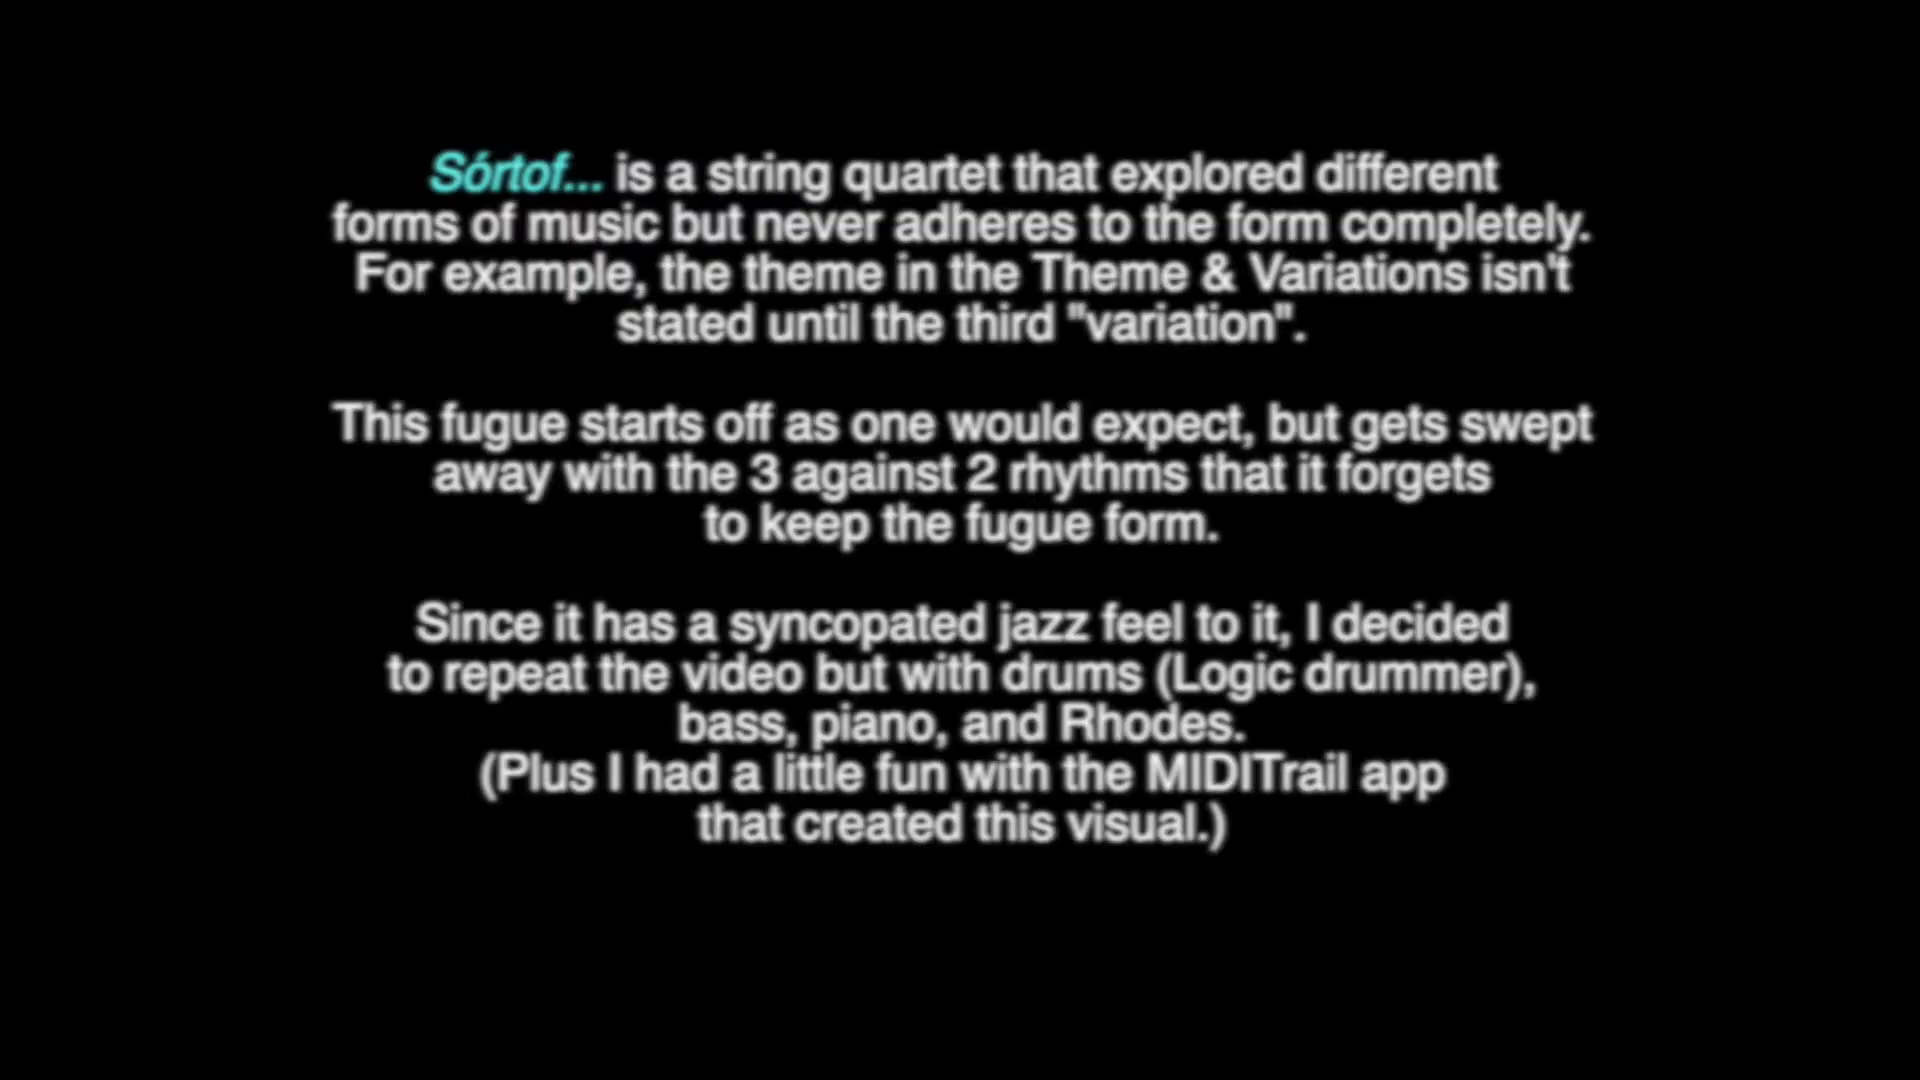 Sórtof... is a string quartet that explored different
forms of music but never adheres to the form completely.
For example, the theme in the Theme & Variations isn't
stated until the third "variation".
This fugue starts off as one would expect, but gets swept
away with the 3 against 2 rhythms that it forgets
to keep the fugue form.
Since it has a syncopated jazz feel to it, I decided
to repeat the video but with drums (Logic drummer),
bass, piano, and Rhodes.
(Plus I had a little fun with the MIDITrail app
that created this visual.)